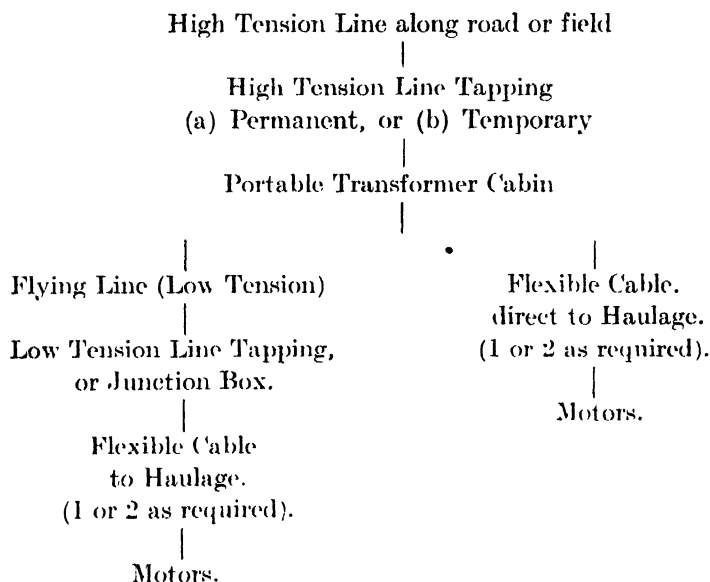 High Tension Line along road or field
High Tension Line Tapping
(a) Permanent, or (b) Temporary
Portable Transformer Cabin
Flying Line (Low Tension)
Low Tension Line Tapping,
or Junction Box.
Flexible Cable
to Haulage.
(1 or 2 as required).
Motors.
Flexible Cable.
direct to Haulage.
(1 or 2 as required).
Motors.